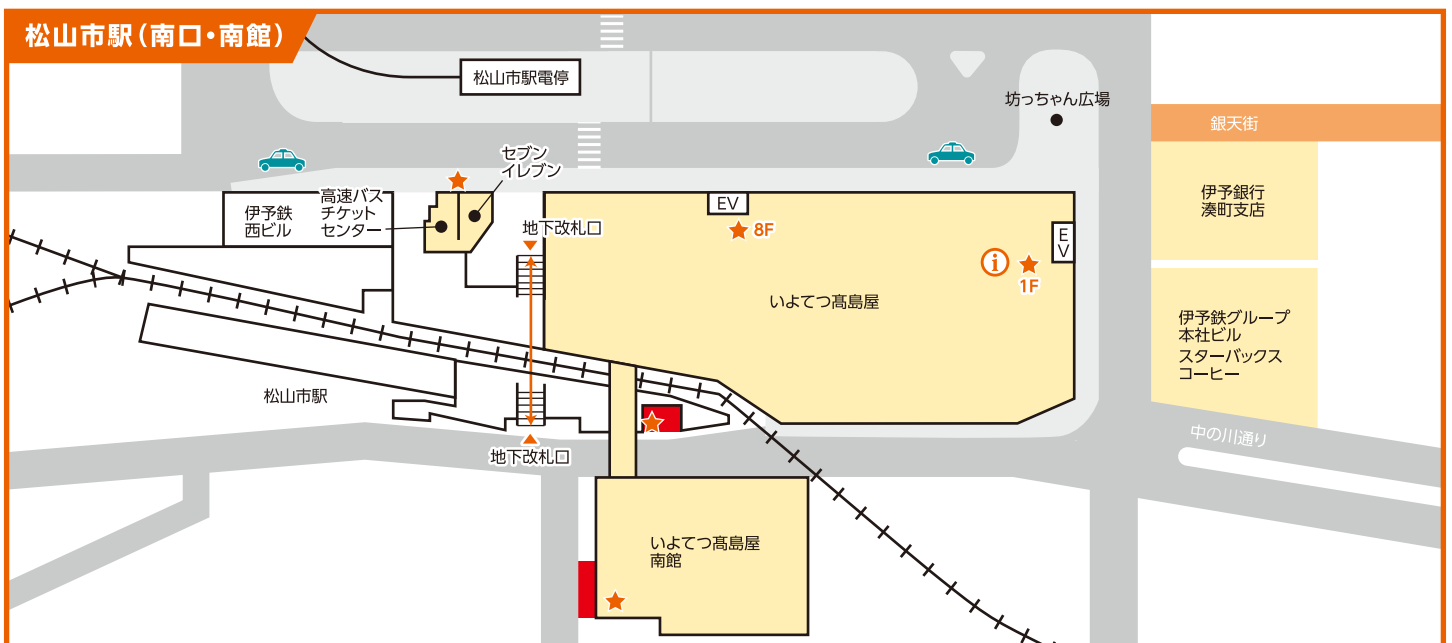 松山市駅（南口・南館）
松山市駅電停
坊っちゃん広場
銀天街
セブン
イレブン
高速バス
チケット
センター
伊予鉄
西ビル
地下改札口
EV
8F
EV
i
1F
伊予銀行
湊町支店
いよてつ髙島屋
伊予鉄グループ
本社ビル
スターバックス
コーヒー
松山市駅
地下改札口
中の川通り
いよてつ髙島屋
南館